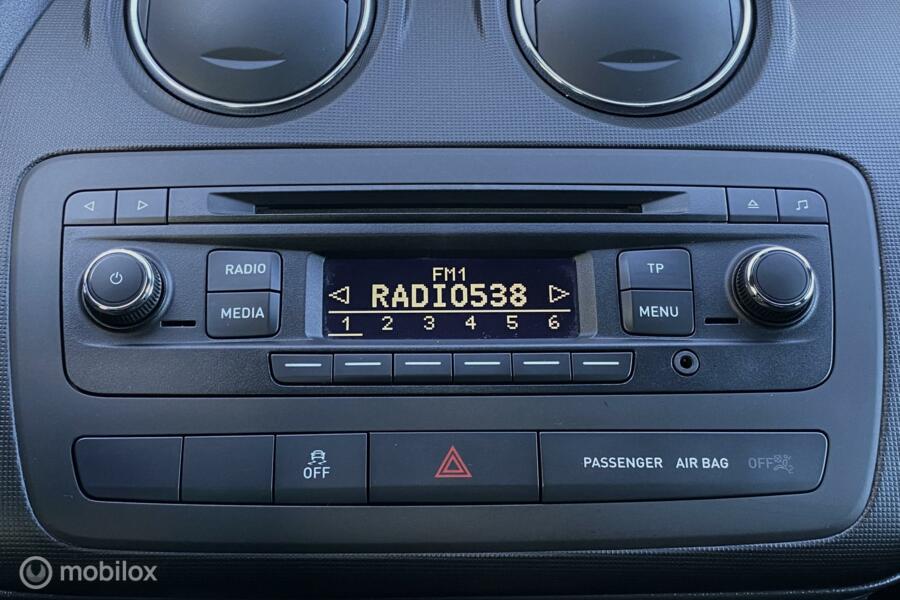 RADIO
MEDIA
FM1
RADIO538
1 2 3 4 5 6
TP
MENU
OFF
PASSENGER AIR BAG OFF
mobilox